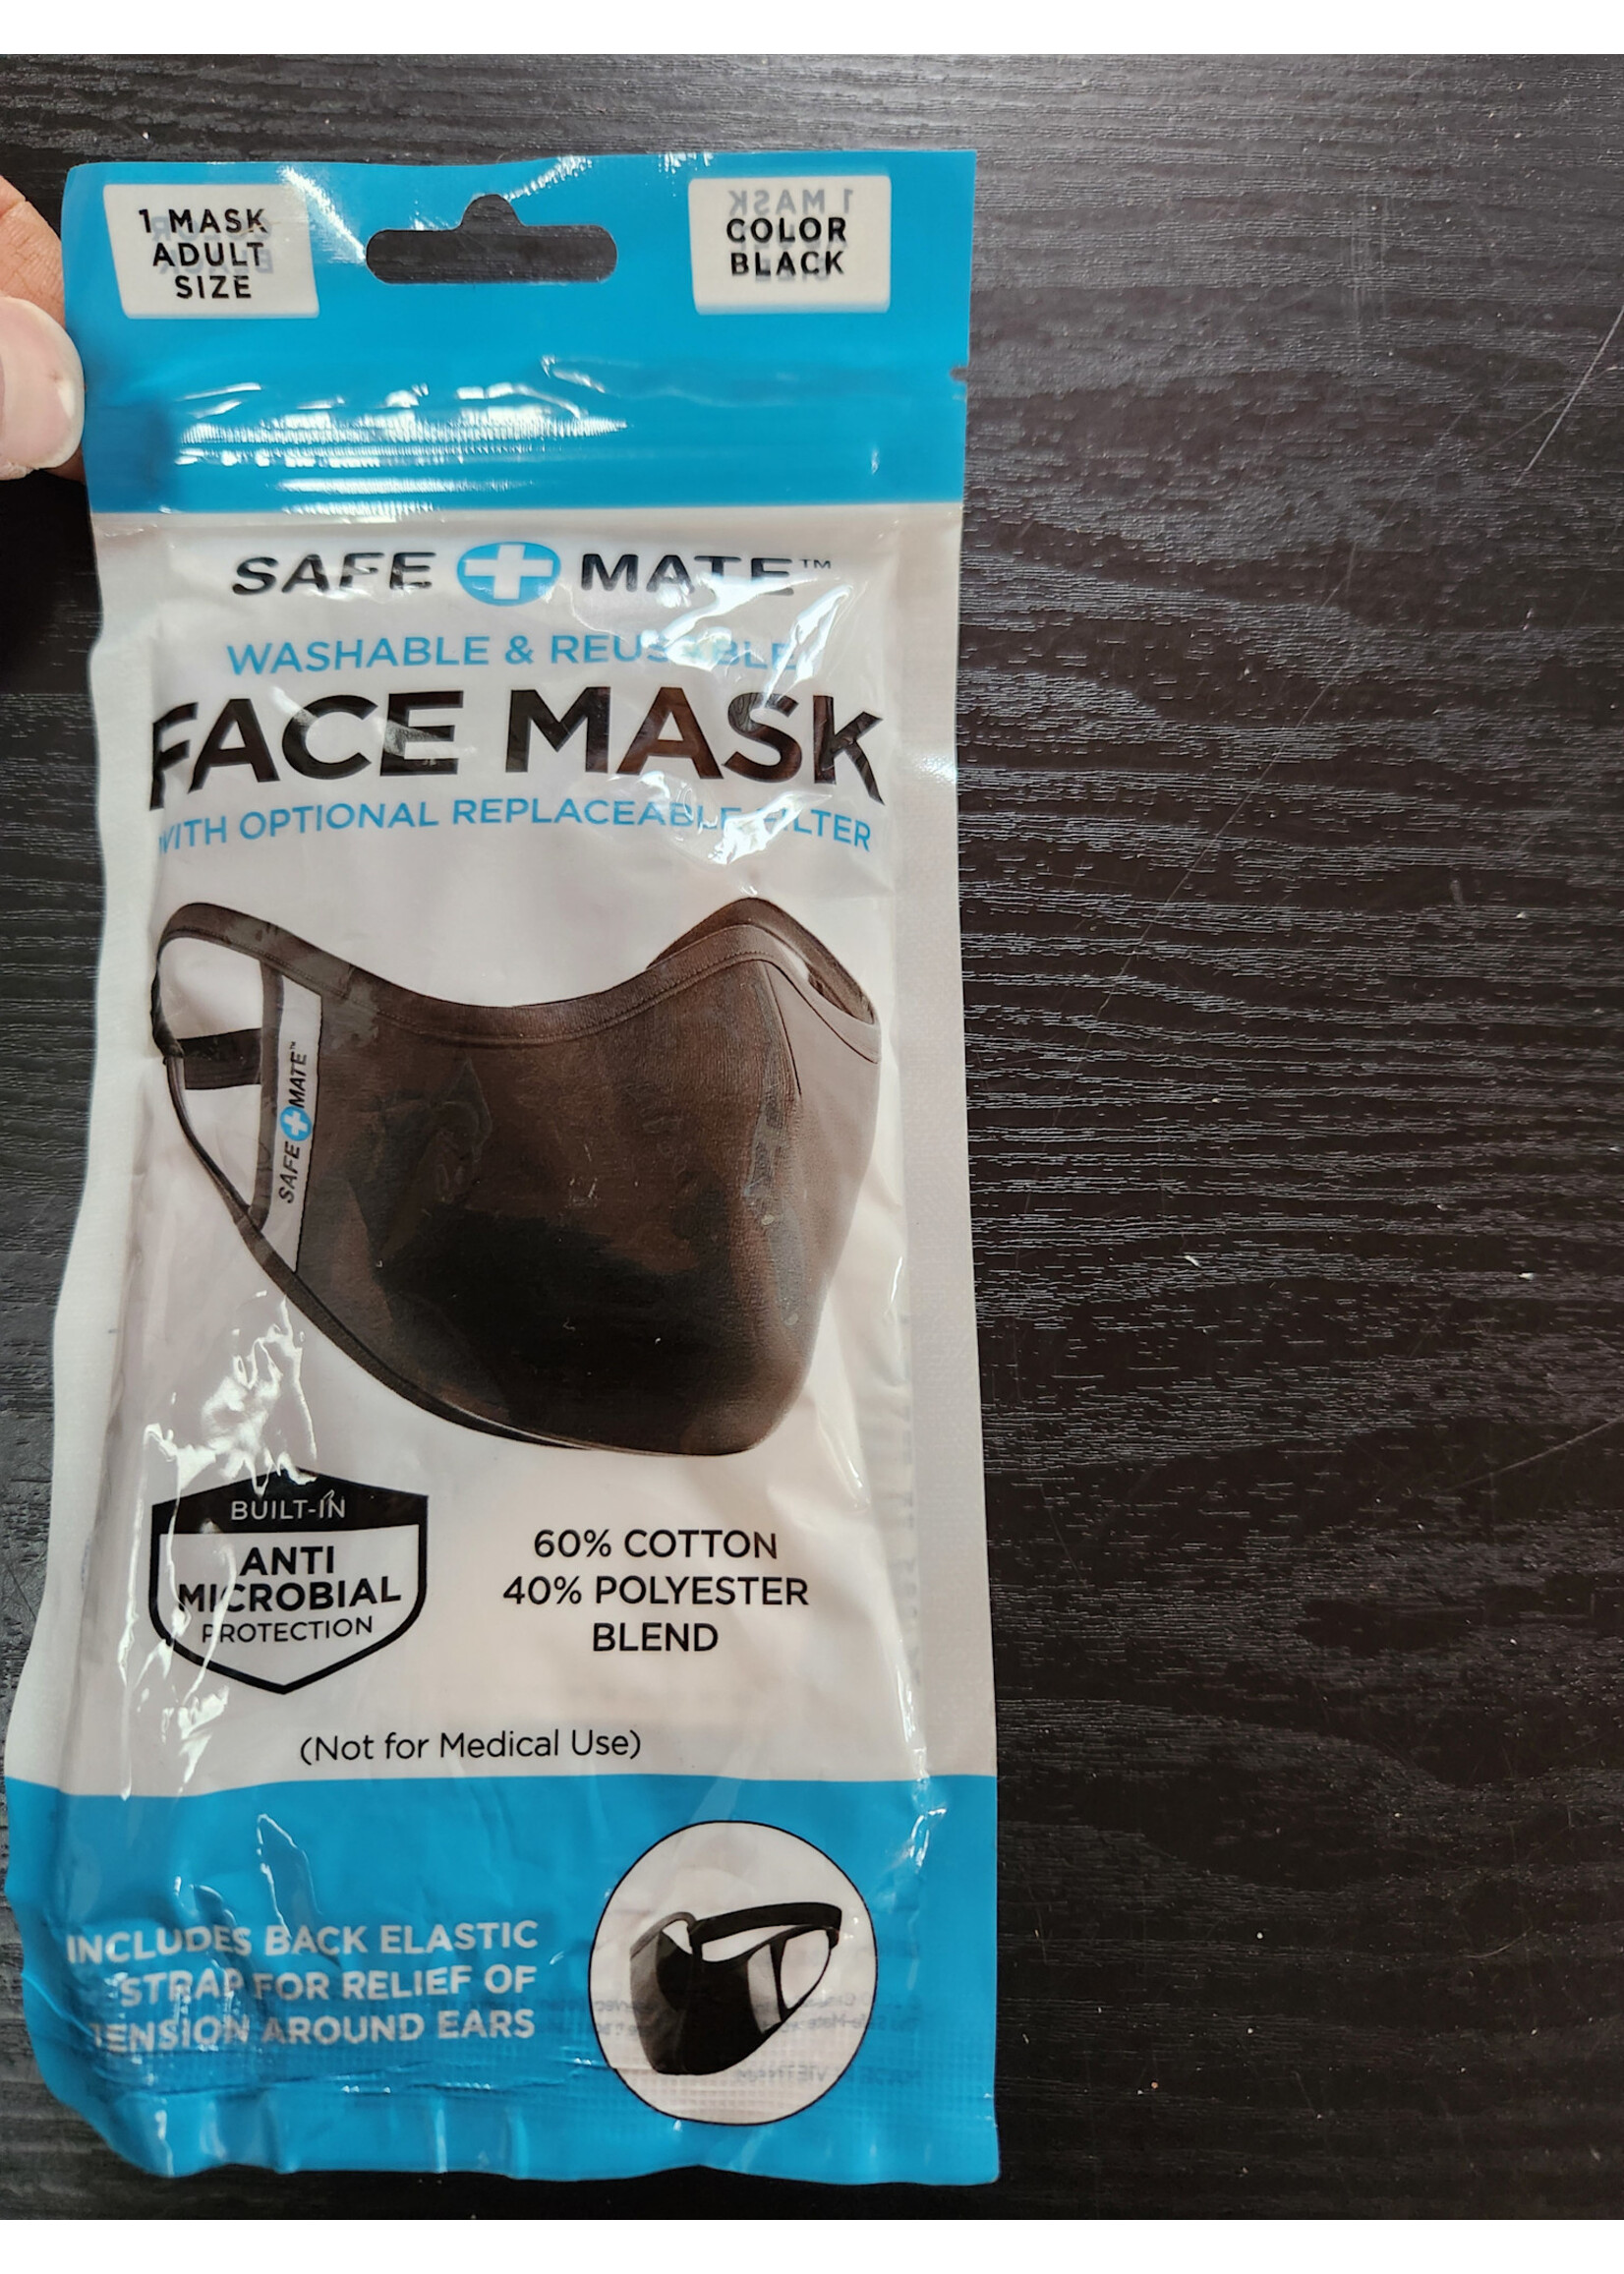 1 MASK
ADULT
SIZE
COLOR
BLACK
SAFE MATE™
WASHABLE & REUSABLE
FACE MASK
WITH OPTIONAL REPLACEABLE FILTER
SAFE MATE™
BUILT-IN
ANTI
MICROBIAL
PROTECTION
60% COTTON
40% POLYESTER
BLEND
(Not for Medical Use)
INCLUDES BACK ELASTIC
STRAP FOR RELIEF OF
TENSION AROUND EARS